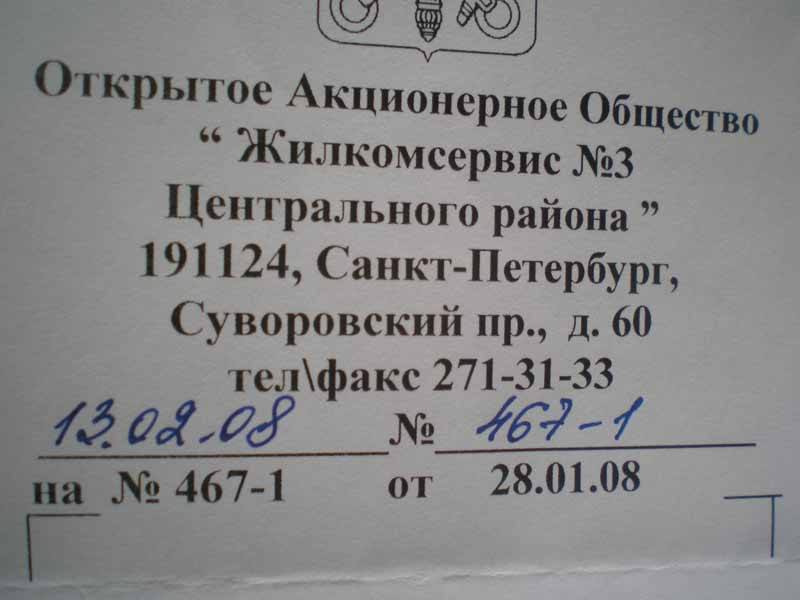 Открытое Акционерное Общество
“ Жилкомсервис №3
Центрального района ”
191124, Санкт-Петербург,
Суворовский пр., д. 60
тел\факс 271-31-33
13.02.08 № 467-1
на № 467-1 от 28.01.08